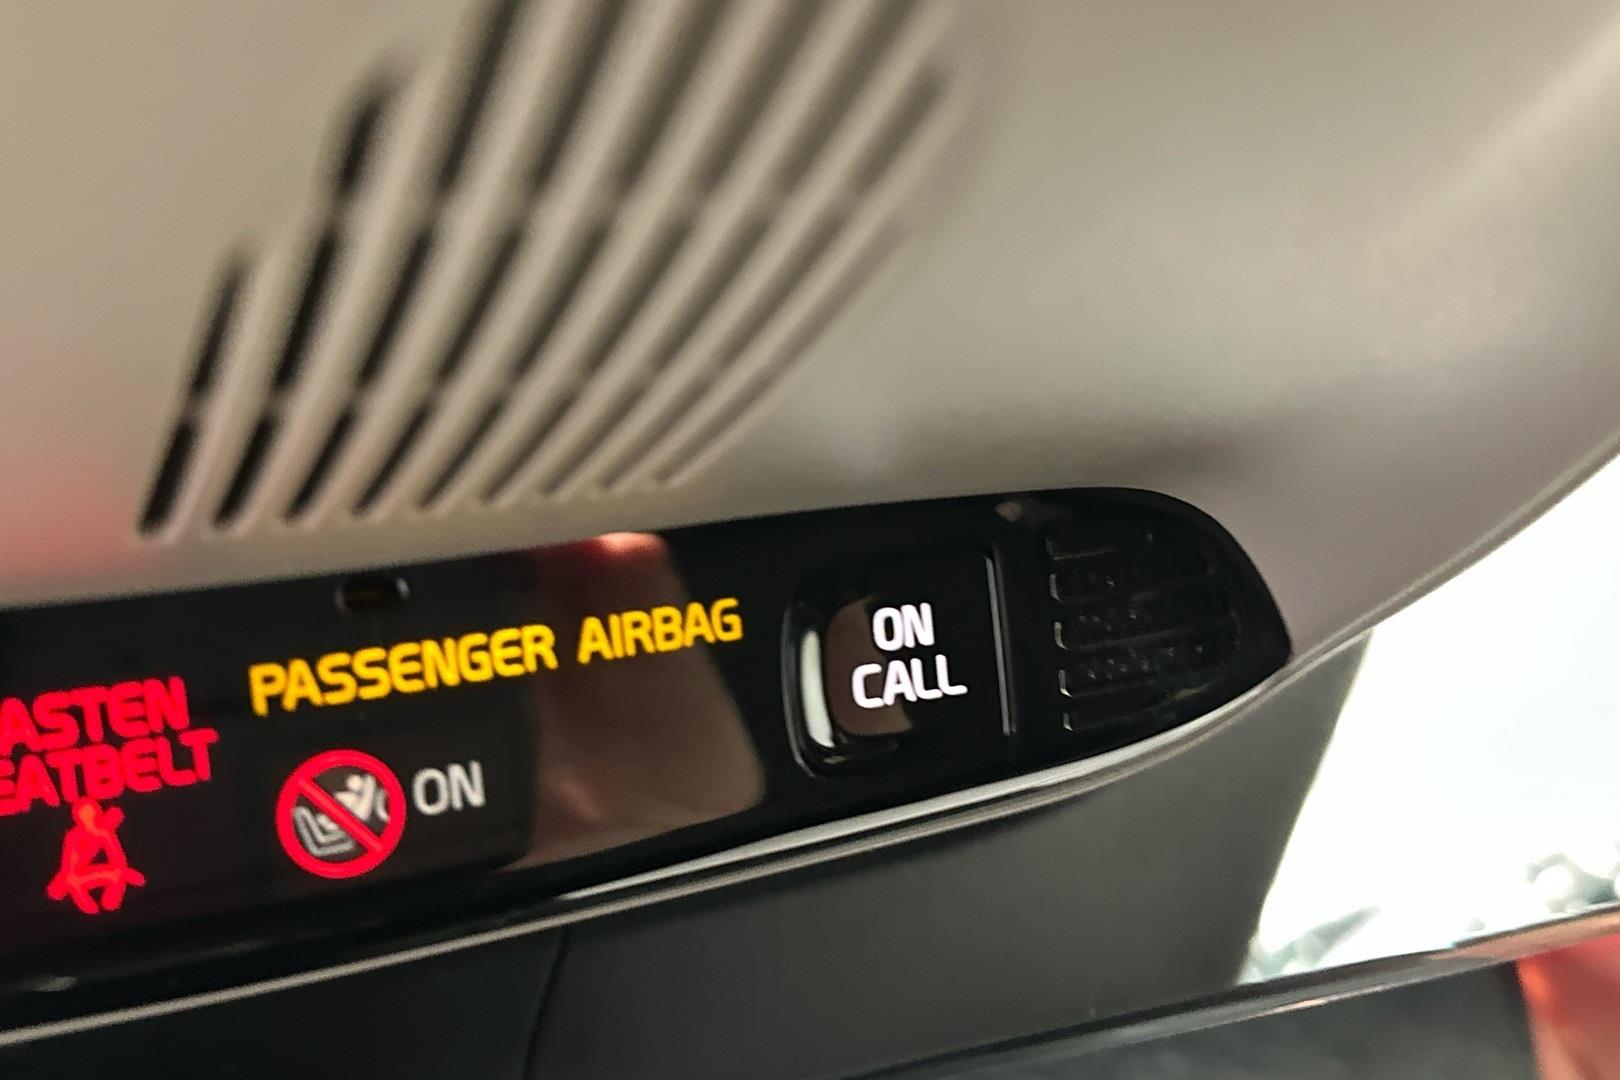 ASTEN
EATBELT
PASSENGER AIRBAG
ON
ON
CALL